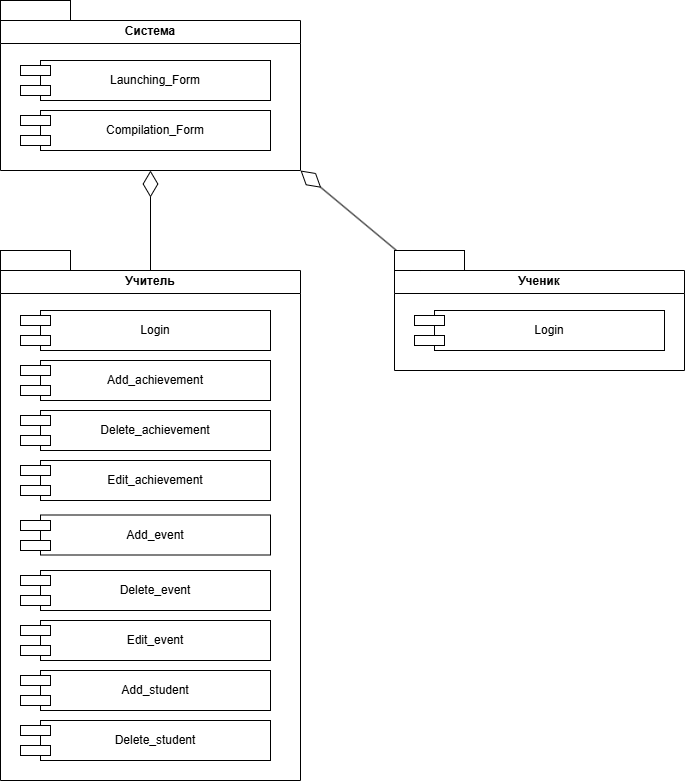 Система
Launching_Form
Compilation_Form
Учитель
Login
Add_achievement
Delete_achievement
Edit_achievement
Add_event
Delete_event
Edit_event
Add_student
Delete_student
Ученик
Login